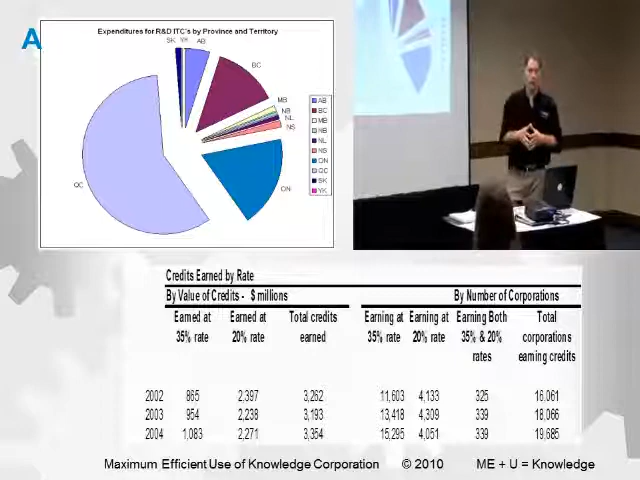 A
Expenditures for R&D ITC's by Province and Territory
SK YK AB
BC
MB
NB
NL
NS
ON
QC
AB
BC
MB
NB
NL
NS
ON
QC
SK
YK
Credits Earned by Rate
By Value of Credits - $ millions By Number of Corporations
Earned at Earned at Total credits Earning at Earning at Earning Both Total
35% rate 20% rate earned 35% rate 20% rate 35% & 20% corporations
rates earning credits
2002 865 2,397 3,262 11,603 4,133 325 16,061
2003 954 2,238 3,193 13,418 4,309 339 18,066
2004 1,083 2,271 3,354 15,295 4,051 339 19,685
Maximum Efficient Use of Knowledge Corporation © 2010 ME + U = Knowledge